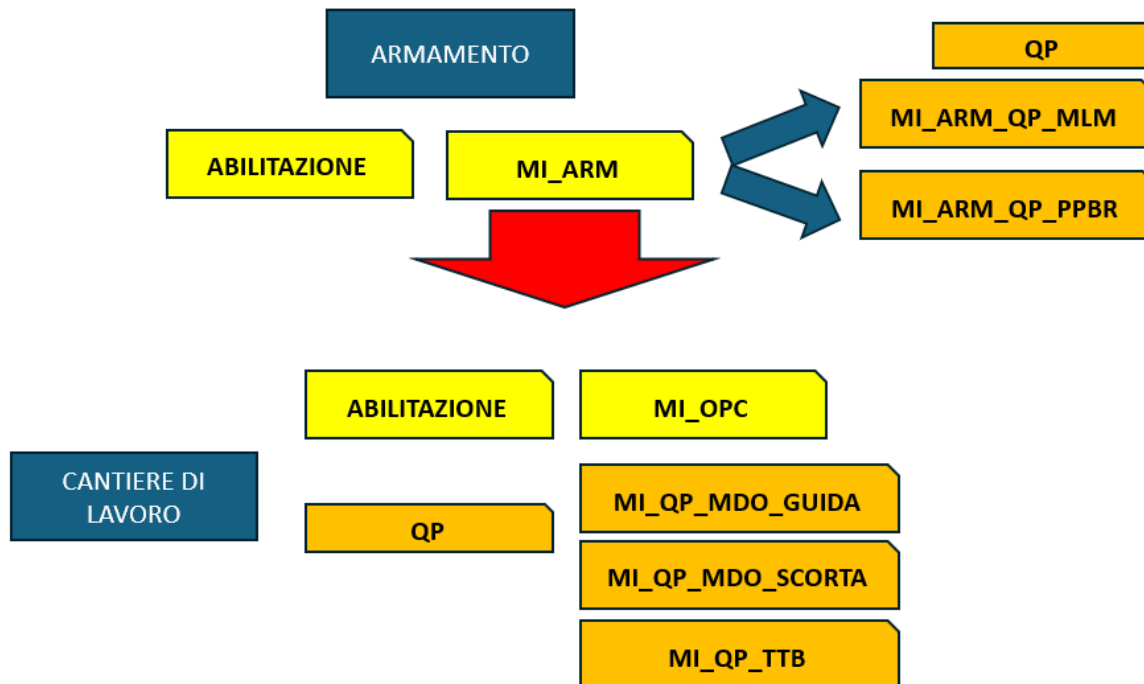 ARMAMENTO
QP
MI_ARM_QP_MLM
ABILITAZIONE
MI_ARM
MI_ARM_QP_PPBR
ABILITAZIONE
MI_OPC
CANTIERE DI
LAVORO
QP
MI_QP_MDO_GUIDA
MI_QP_MDO_SCORTA
MI_QP_TTB